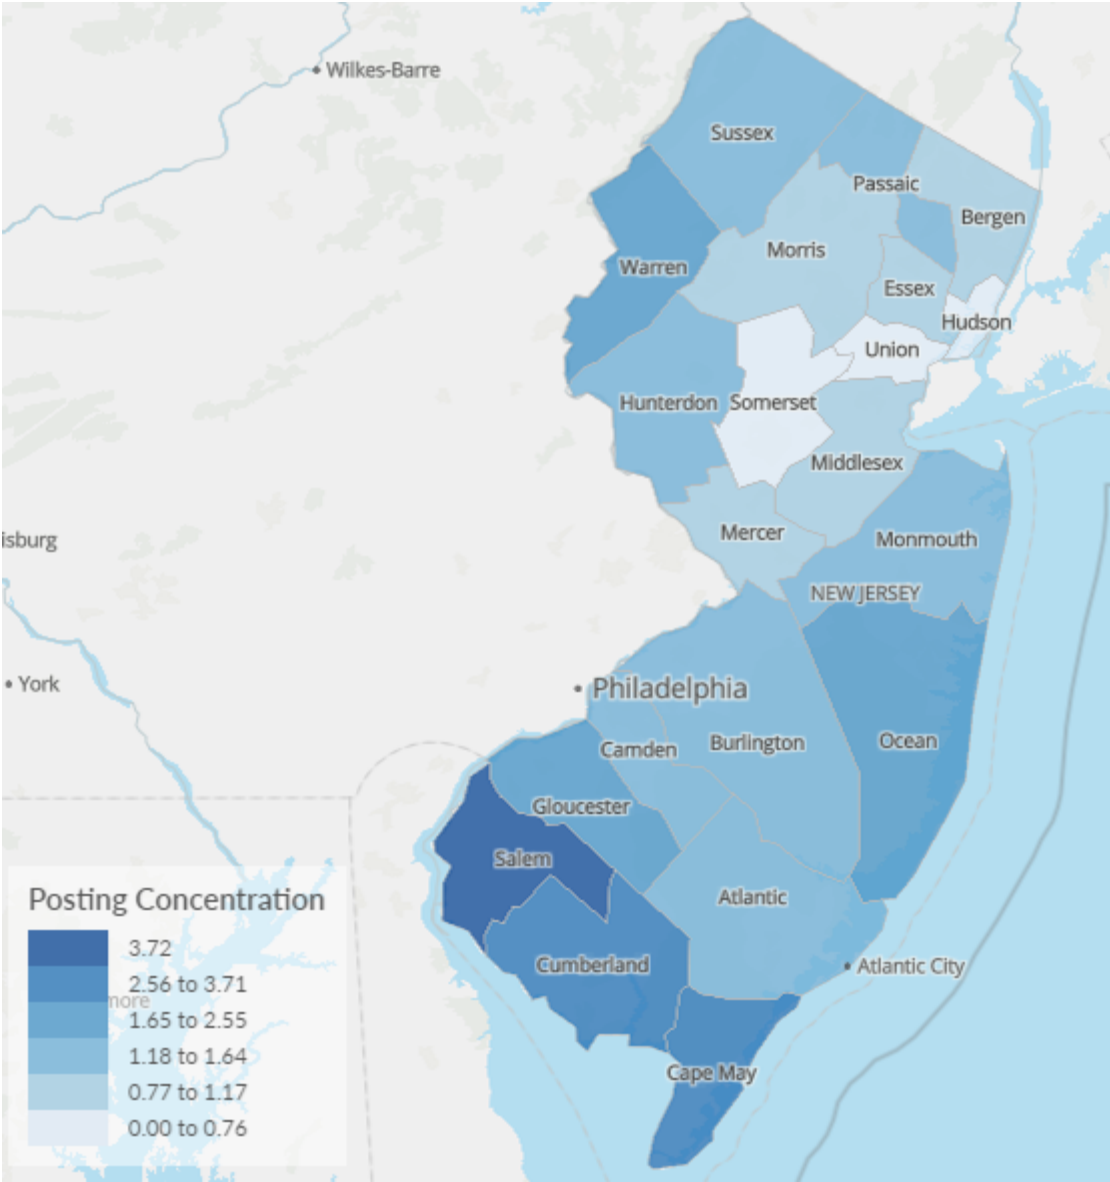 Wilkes-Barre
Sussex
Passaic
Bergen
Morris
Warren
Essex
Hudson
Union
Hunterdon
Somerset
Middlesex
Mercer
Monmouth
isburg
NEW JERSEY
York
Philadelphia
Camden
Burlington
Ocean
Gloucester
Salem
Atlantic
Cumberland
Atlantic City
Cape May
Posting Concentration
3.72
2.56 to 3.71
more
1.65 to 2.55
1.18 to 1.64
0.77 to 1.17
0.00 to 0.76